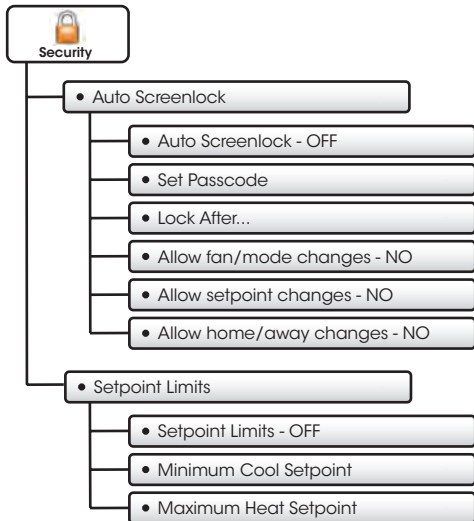 Security
• Auto Screenlock
• Auto Screenlock - OFF
• Set Passcode
• Lock After...
• Allow fan/mode changes - NO
• Allow setpoint changes - NO
• Allow home/away changes - NO
• Setpoint Limits
• Setpoint Limits - OFF
• Minimum Cool Setpoint
• Maximum Heat Setpoint